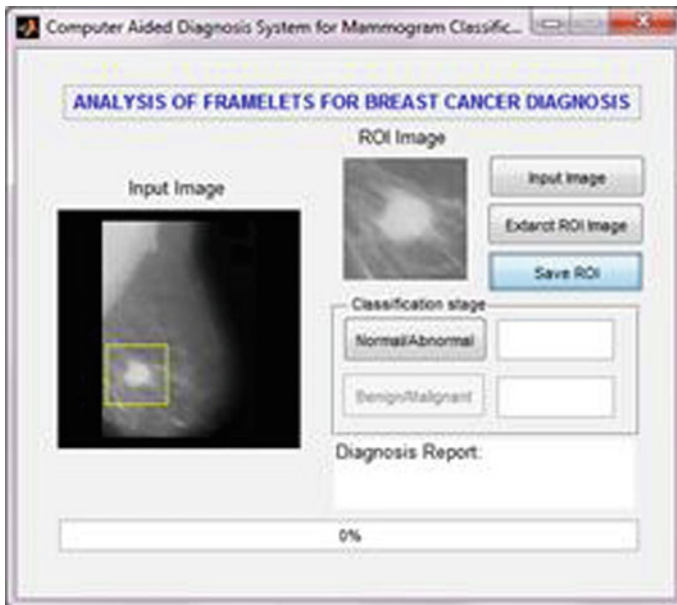 Computer Aided Diagnosis System for Mammogram Classific...
ANALYSIS OF FRAMELETS FOR BREAST CANCER DIAGNOSIS
ROI Image
Input Image
Input Image
Extarct ROI Image
Save ROI
Classification stage
Normal/Abnormal
Benign/Malignant
Diagnosis Report:
0%